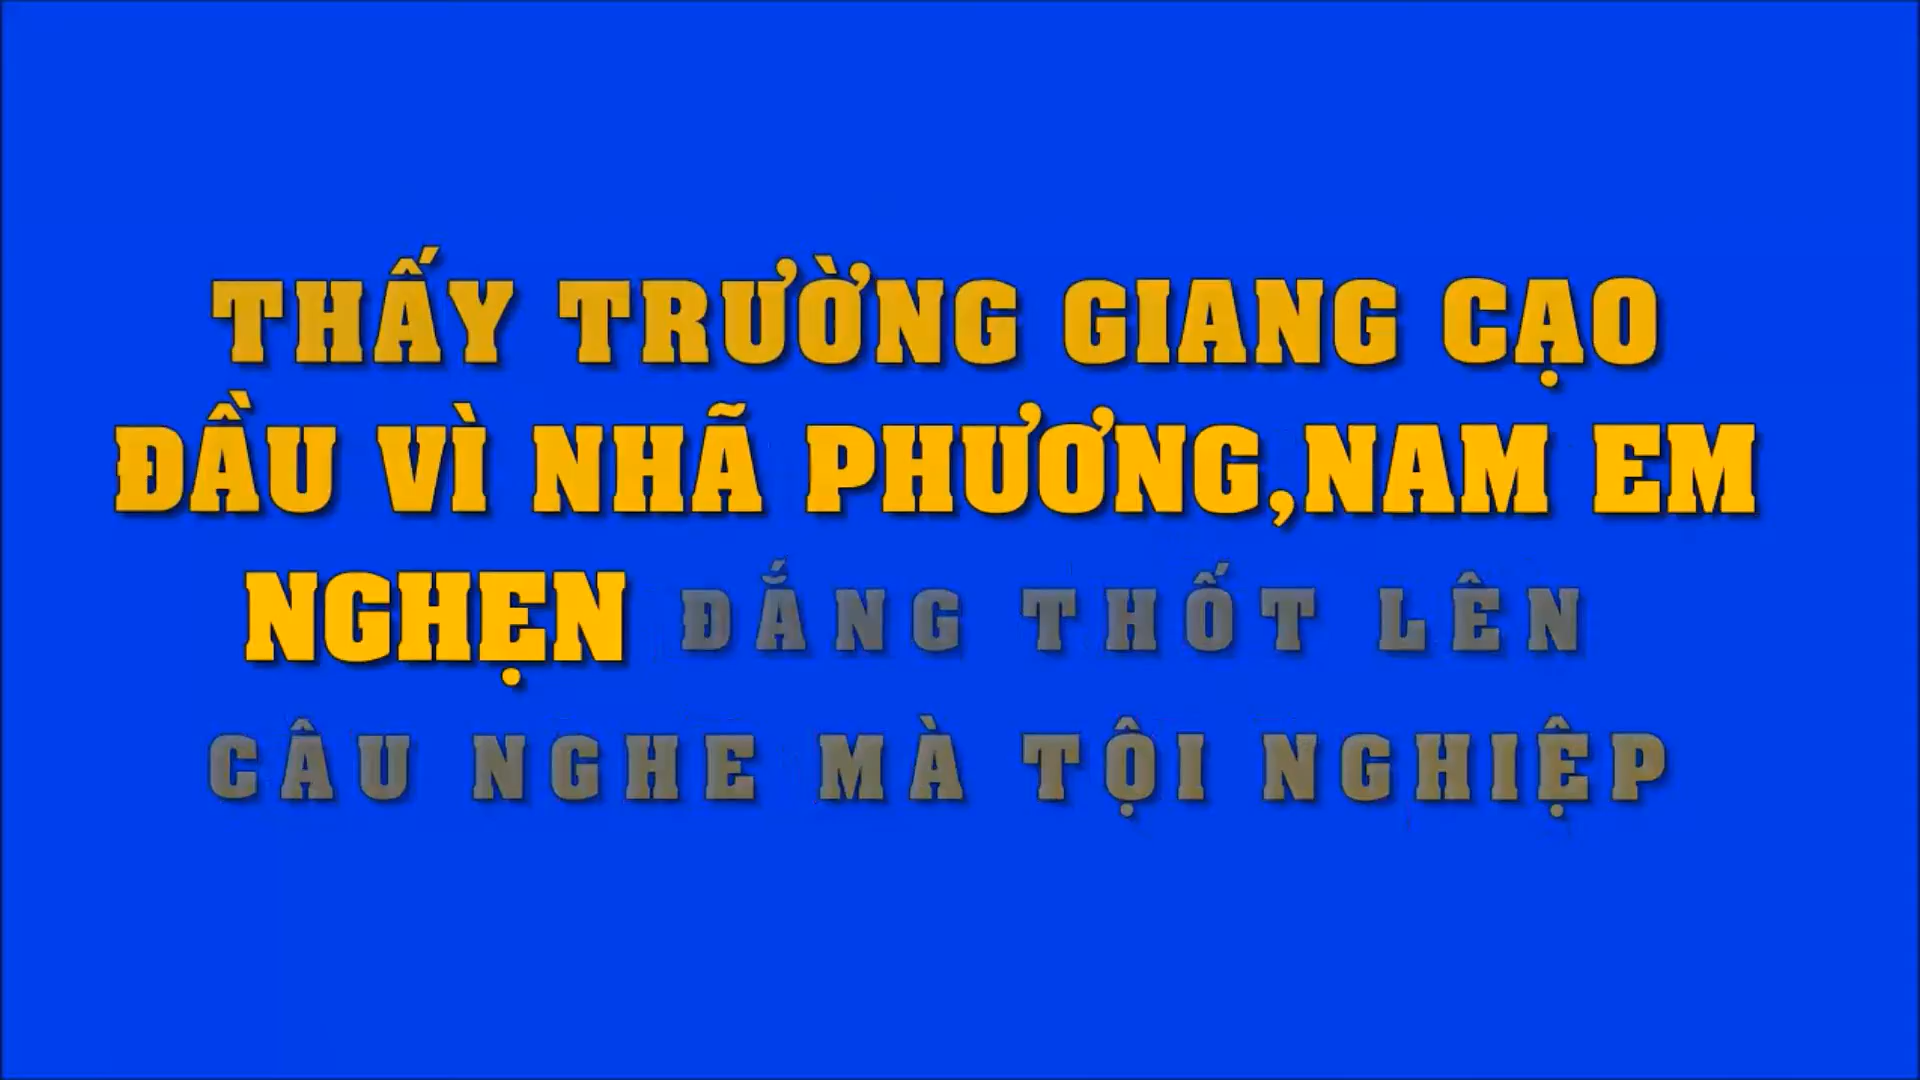 THẤY TRƯỜNG GIANG CẠO
ĐẦU VÌ NHÃ PHƯƠNG,NAM EM
NGHẸN ĐẮNG THỐT LÊN
CÂU NGHE MÀ TỘI NGHIỆP